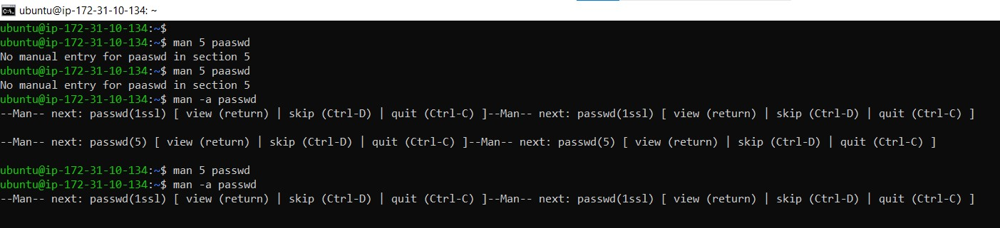 ubuntu@ip-172-31-10-134: ~
ubuntu@ip-172-31-10-134:~$
ubuntu@ip-172-31-10-134:~$ man 5 paaswd
No manual entry for paaswd in section 5
ubuntu@ip-172-31-10-134:~$ man 5 paaswd
No manual entry for paaswd in section 5
ubuntu@ip-172-31-10-134:~$ man -a passwd
--Man-- next: passwd(1ssl) [ view (return) | skip (Ctrl-D) | quit (Ctrl-C) ]--Man-- next: passwd(1ssl) [ view (return) | skip (Ctrl-D) | quit (Ctrl-C) ]
--Man-- next: passwd(5) [ view (return) | skip (Ctrl-D) | quit (Ctrl-C) ]--Man-- next: passwd(5) [ view (return) | skip (Ctrl-D) | quit (Ctrl-C) ]
ubuntu@ip-172-31-10-134:~$ man 5 passwd
ubuntu@ip-172-31-10-134:~$ man -a passwd
--Man-- next: passwd(1ssl) [ view (return) | skip (Ctrl-D) | quit (Ctrl-C) ]--Man-- next: passwd(1ssl) [ view (return) | skip (Ctrl-D) | quit (Ctrl-C) ]